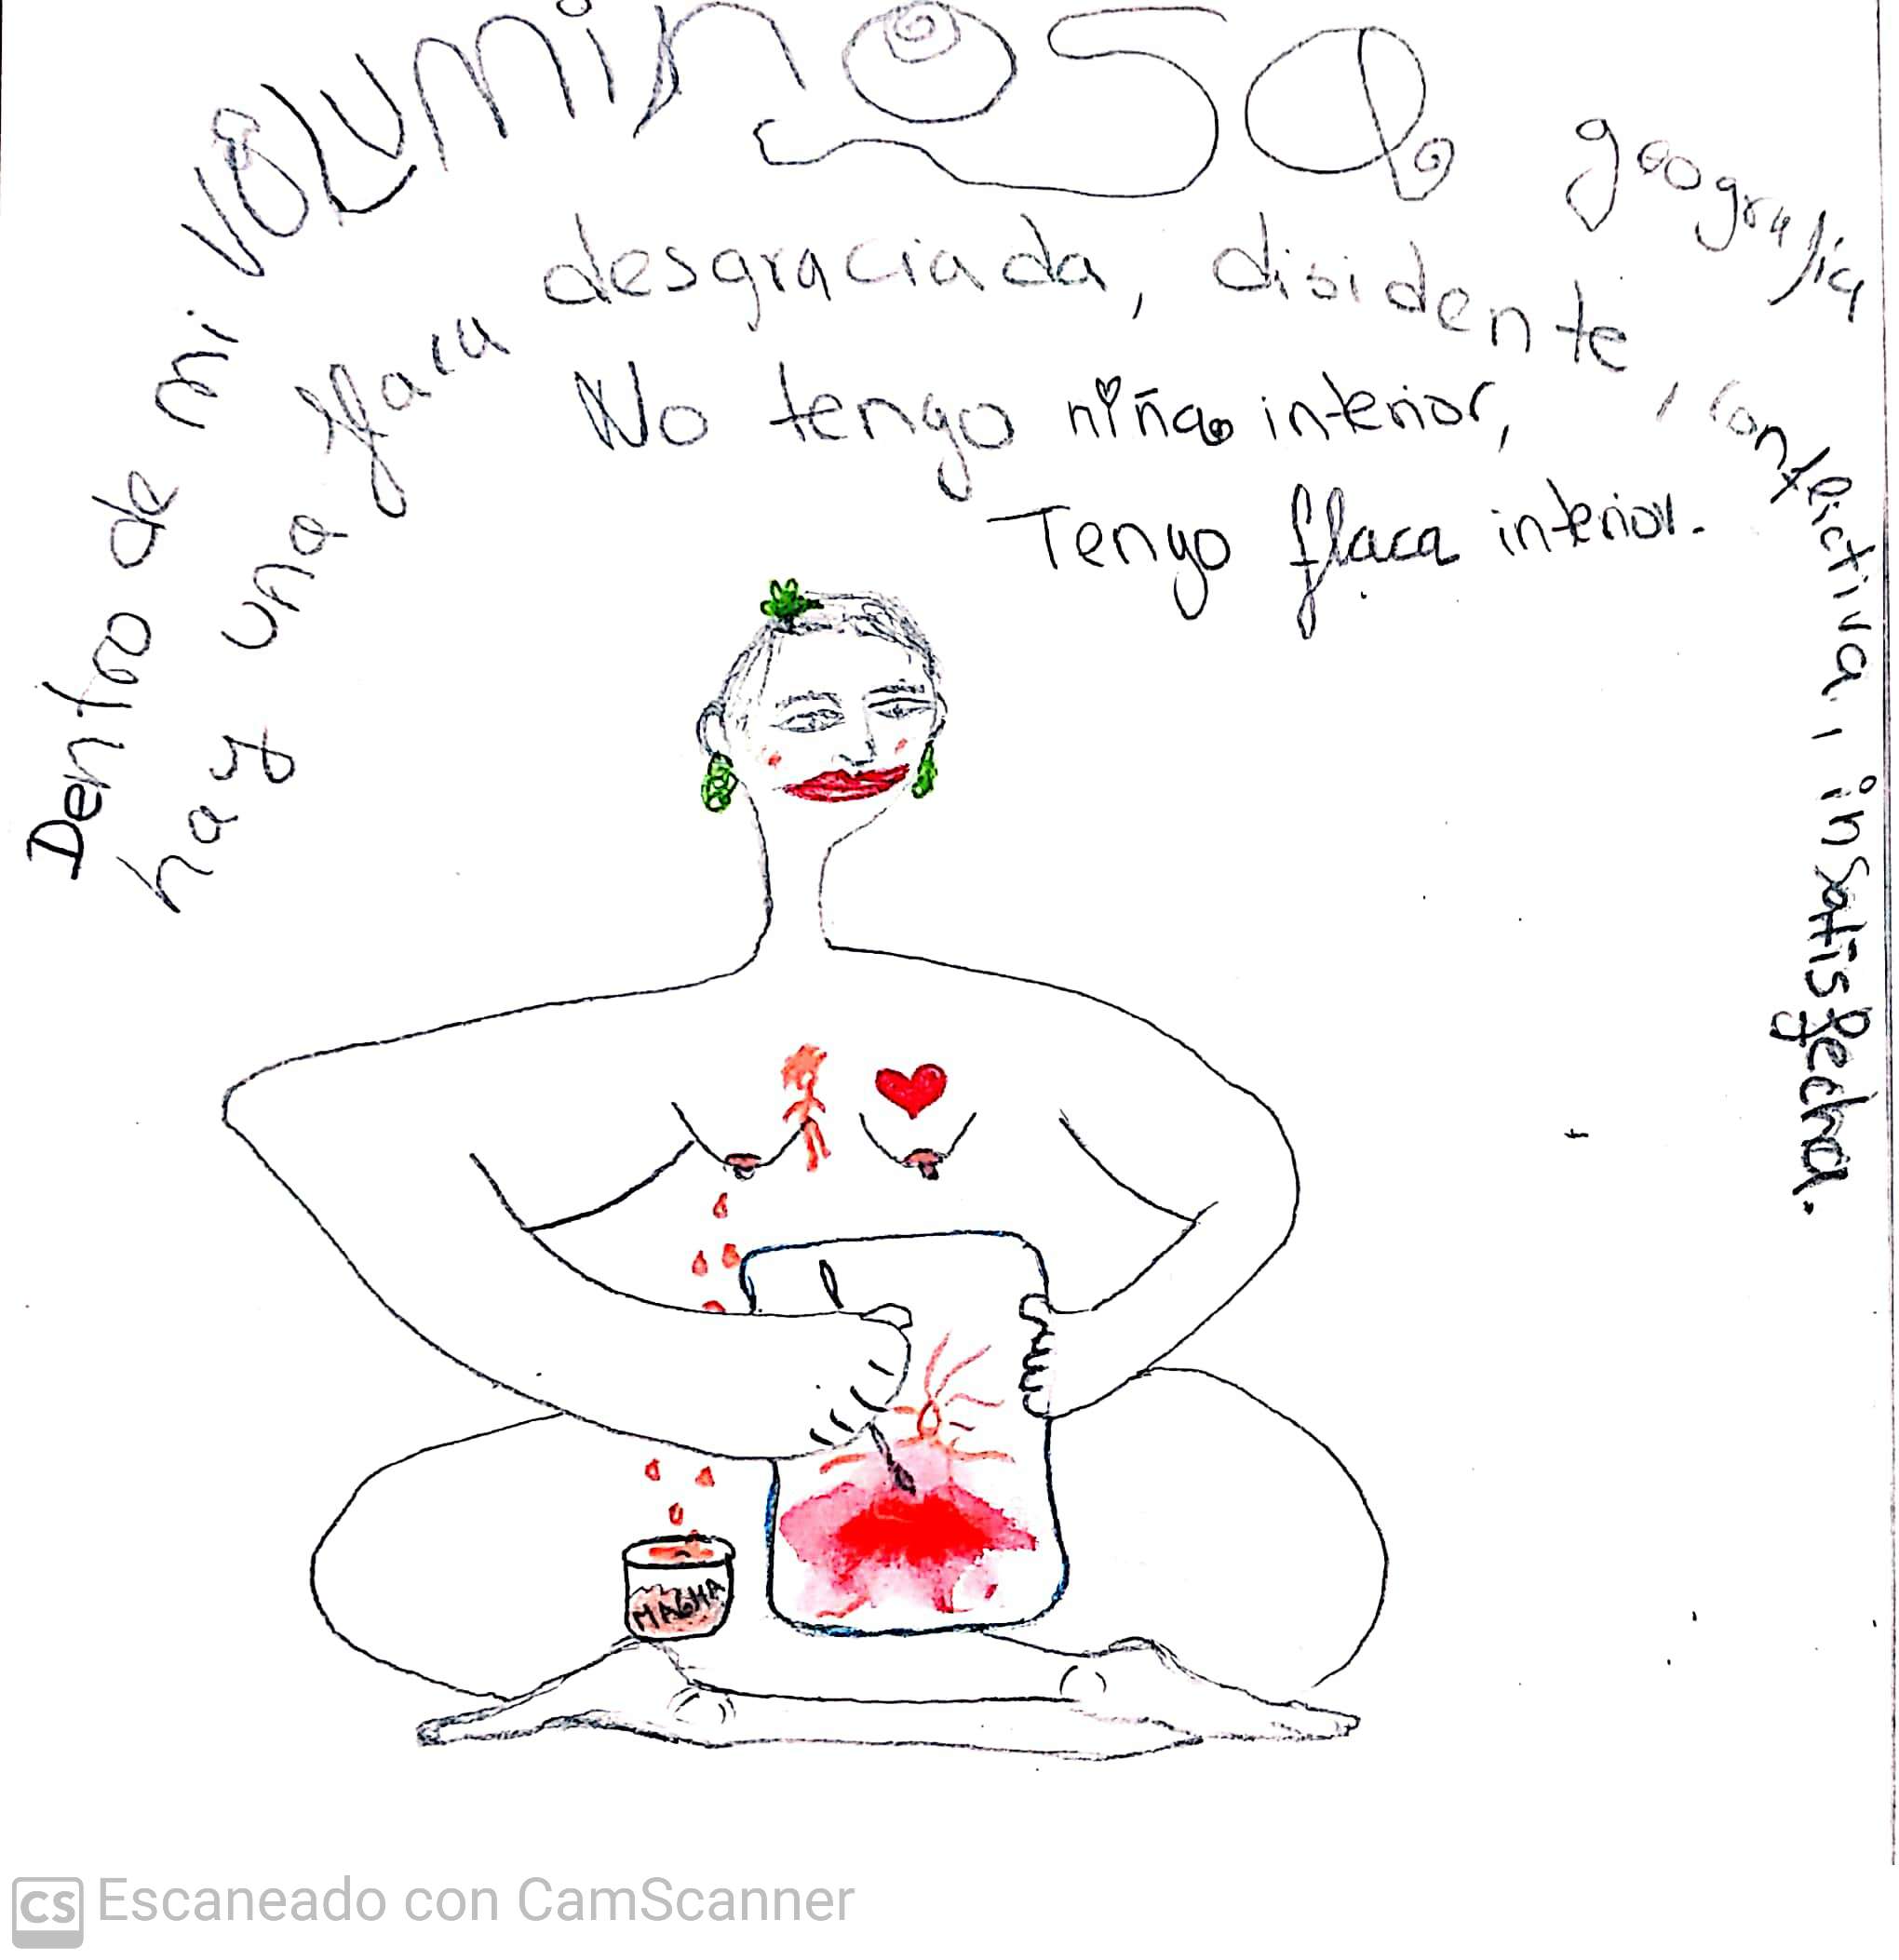 Dentro de mi voluminosa geografía
hay una flaca desgraciada, disidente, conflictiva, insatisfecha.
No tengo niña interior,
Tengo flaca interior.
MAGMA
CS Escaneado con CamScanner